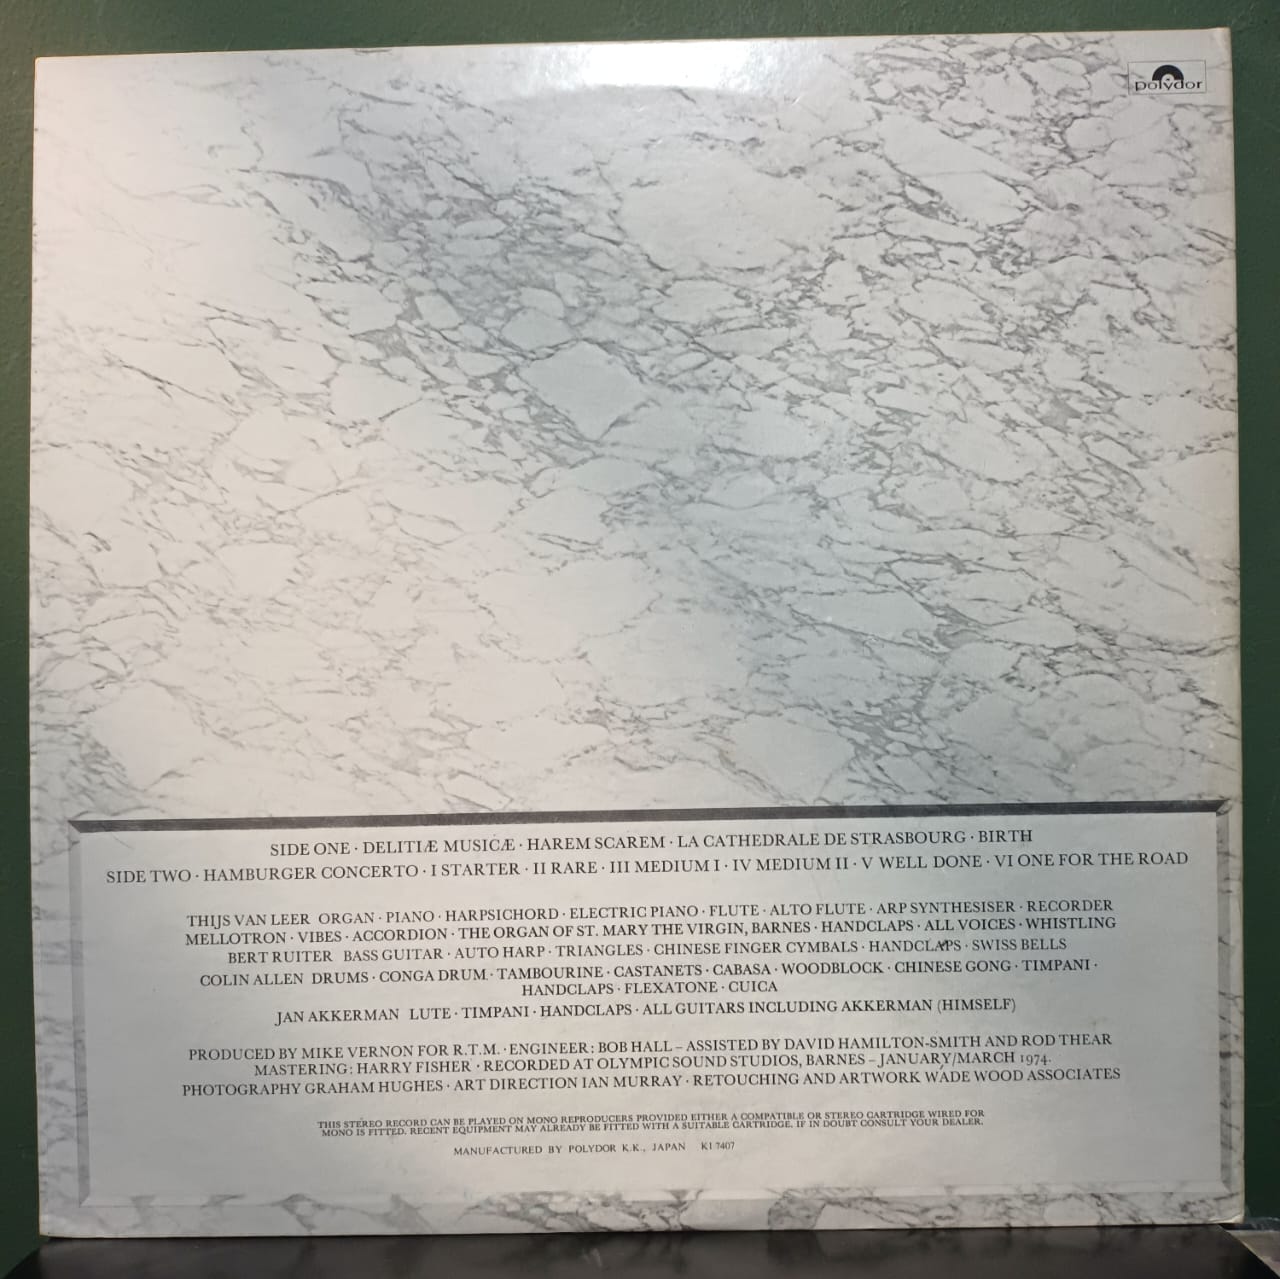 polydor
SIDE ONE · DELITIÆ MUSICÆ · HAREM SCAREM · LA CATHEDRALE DE STRASBOURG · BIRTH
SIDE TWO · HAMBURGER CONCERTO · I STARTER · II RARE · III MEDIUM I · IV MEDIUM II · V WELL DONE · VI ONE FOR THE ROAD
THIJS VAN LEER ORGAN · PIANO · HARPSICHORD · ELECTRIC PIANO · FLUTE · ALTO FLUTE · ARP SYNTHESISER · RECORDER
MELLOTRON · VIBES · ACCORDION · THE ORGAN OF ST. MARY THE VIRGIN, BARNES · HANDCLAPS · ALL VOICES · WHISTLING
BERT RUITER BASS GUITAR · AUTO HARP · TRIANGLES · CHINESE FINGER CYMBALS · HANDCLAPS · SWISS BELLS
COLIN ALLEN DRUMS · CONGA DRUM · TAMBOURINE · CASTANETS · CABASA · WOODBLOCK · CHINESE GONG · TIMPANI ·
HANDCLAPS · FLEXATONE · CUICA
JAN AKKERMAN LUTE · TIMPANI · HANDCLAPS · ALL GUITARS INCLUDING AKKERMAN (HIMSELF)
PRODUCED BY MIKE VERNON FOR R.T.M. · ENGINEER: BOB HALL – ASSISTED BY DAVID HAMILTON-SMITH AND ROD THEAR
MASTERING: HARRY FISHER · RECORDED AT OLYMPIC SOUND STUDIOS, BARNES – JANUARY/MARCH 1974.
PHOTOGRAPHY GRAHAM HUGHES · ART DIRECTION IAN MURRAY · RETOUCHING AND ARTWORK WADE WOOD ASSOCIATES
THIS STEREO RECORD CAN BE PLAYED ON MONO REPRODUCERS PROVIDED EITHER A COMPATIBLE OR STEREO CARTRIDGE WIRED FOR
MONO IS FITTED. RECENT EQUIPMENT MAY ALREADY BE FITTED WITH A SUITABLE CARTRIDGE. IF IN DOUBT CONSULT YOUR DEALER.
MANUFACTURED BY POLYDOR K.K., JAPAN KI 7407